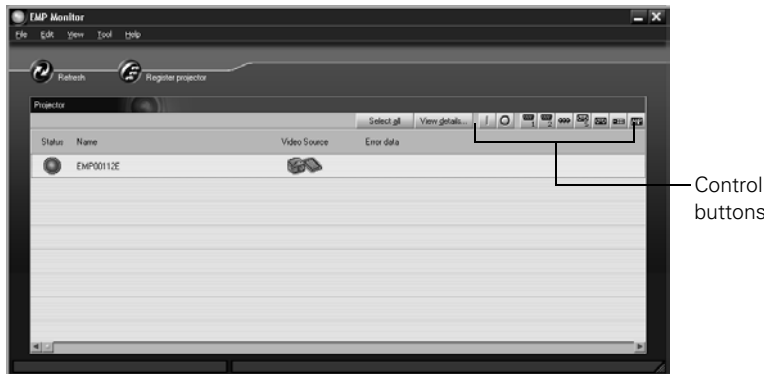 EMP Monitor
File Edit View Tool Help
Refresh Register projector
Projector
Select all View details...
Status Name Video Source Error data
EMP00112E
Control
buttons